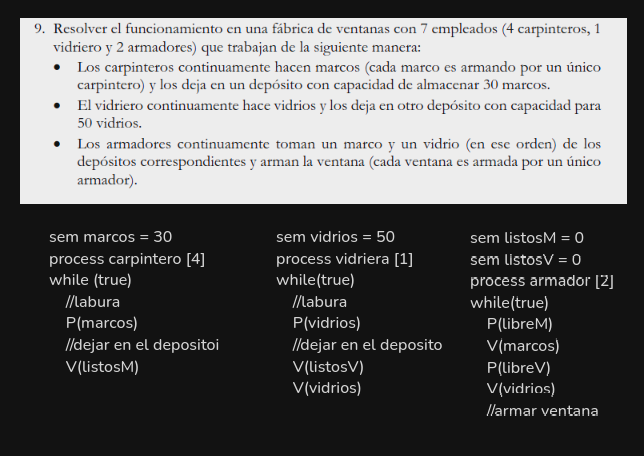 9. Resolver el funcionamiento en una fábrica de ventanas con 7 empleados (4 carpinteros, 1
vidriero y 2 armadores) que trabajan de la siguiente manera:
• Los carpinteros continuamente hacen marcos (cada marco es armando por un único
carpintero) y los deja en un depósito con capacidad de almacenar 30 marcos.
• El vidriero continuamente hace vidrios y los deja en otro depósito con capacidad para
50 vidrios.
• Los armadores continuamente toman un marco y un vidrio (en ese orden) de los
depósitos correspondientes y arman la ventana (cada ventana es armada por un único
armador).
sem marcos = 30
process carpintero [4]
while (true)
//labura
P(marcos)
//dejar en el depositoi
V(listosM)
sem vidrios = 50
process vidriera [1]
while(true)
//labura
P(vidrios)
//dejar en el deposito
V(listosV)
V(vidrios)
sem listosM = 0
sem listosV = 0
process armador [2]
while(true)
P(libreM)
V(marcos)
P(libreV)
V(vidrios)
//armar ventana